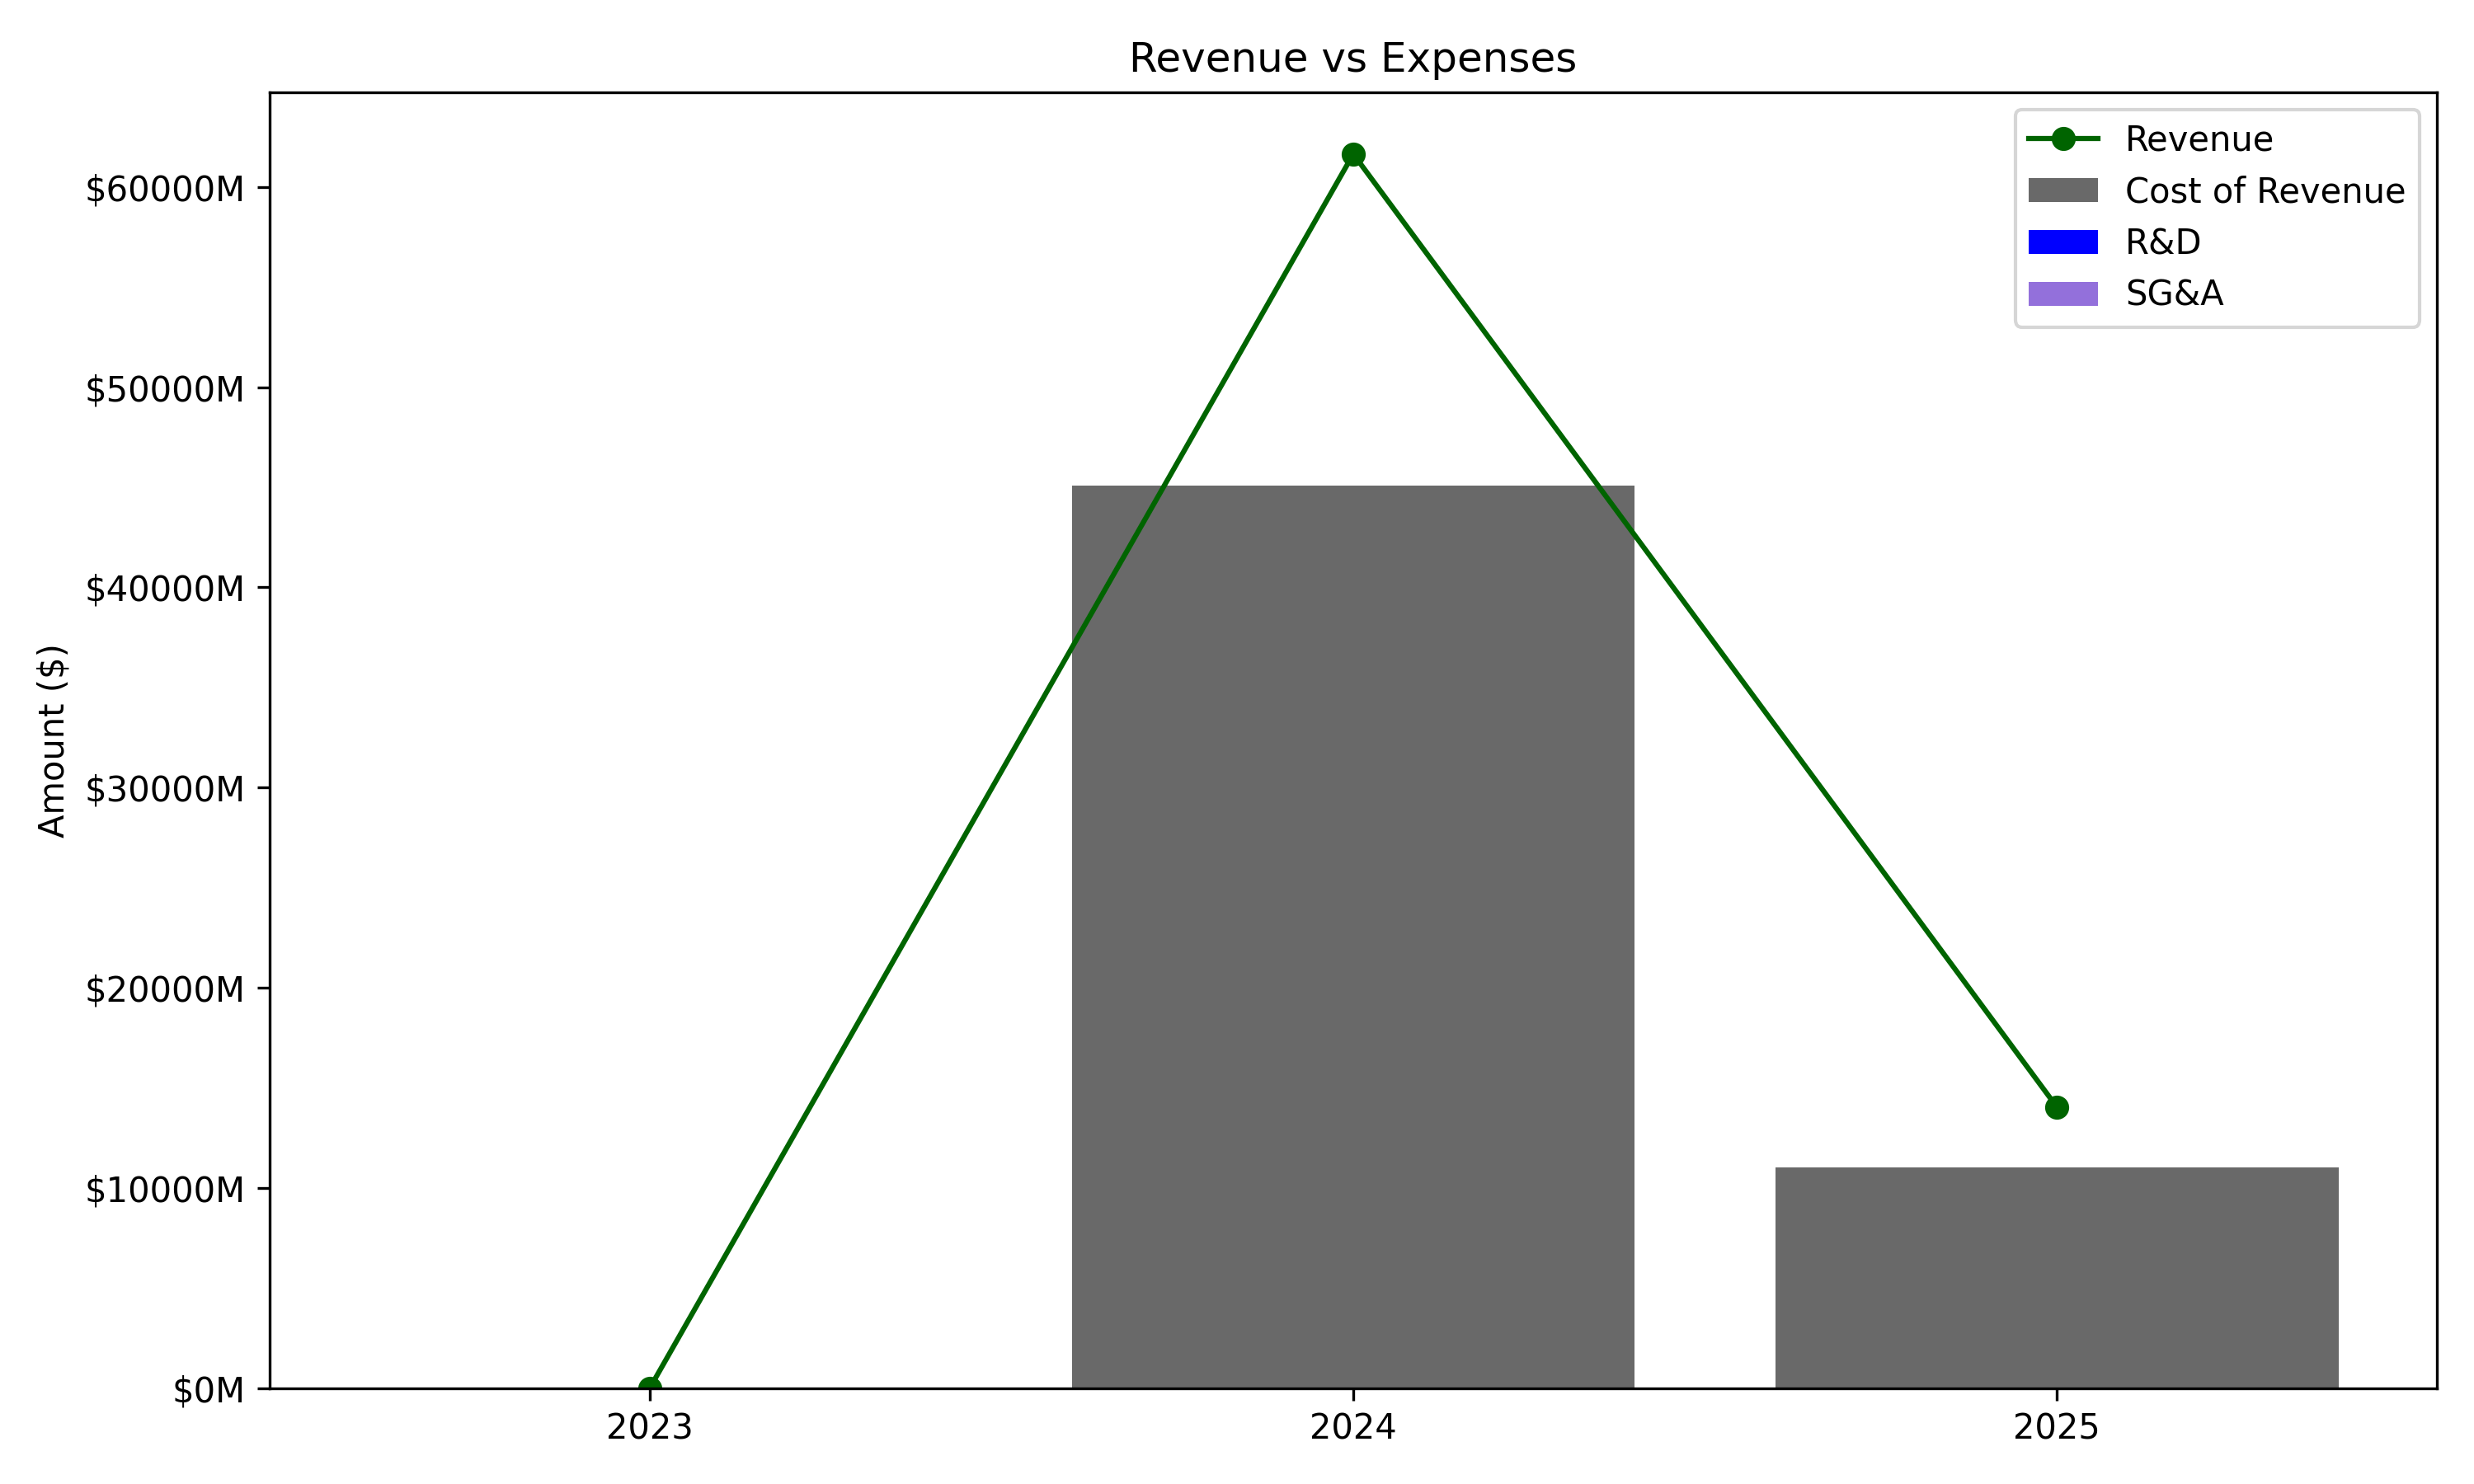 Revenue vs Expenses
Revenue
Cost of Revenue
R&D
SG&A
Amount ($)
$60000M
$50000M
$40000M
$30000M
$20000M
$10000M
$0M
2023
2024
2025